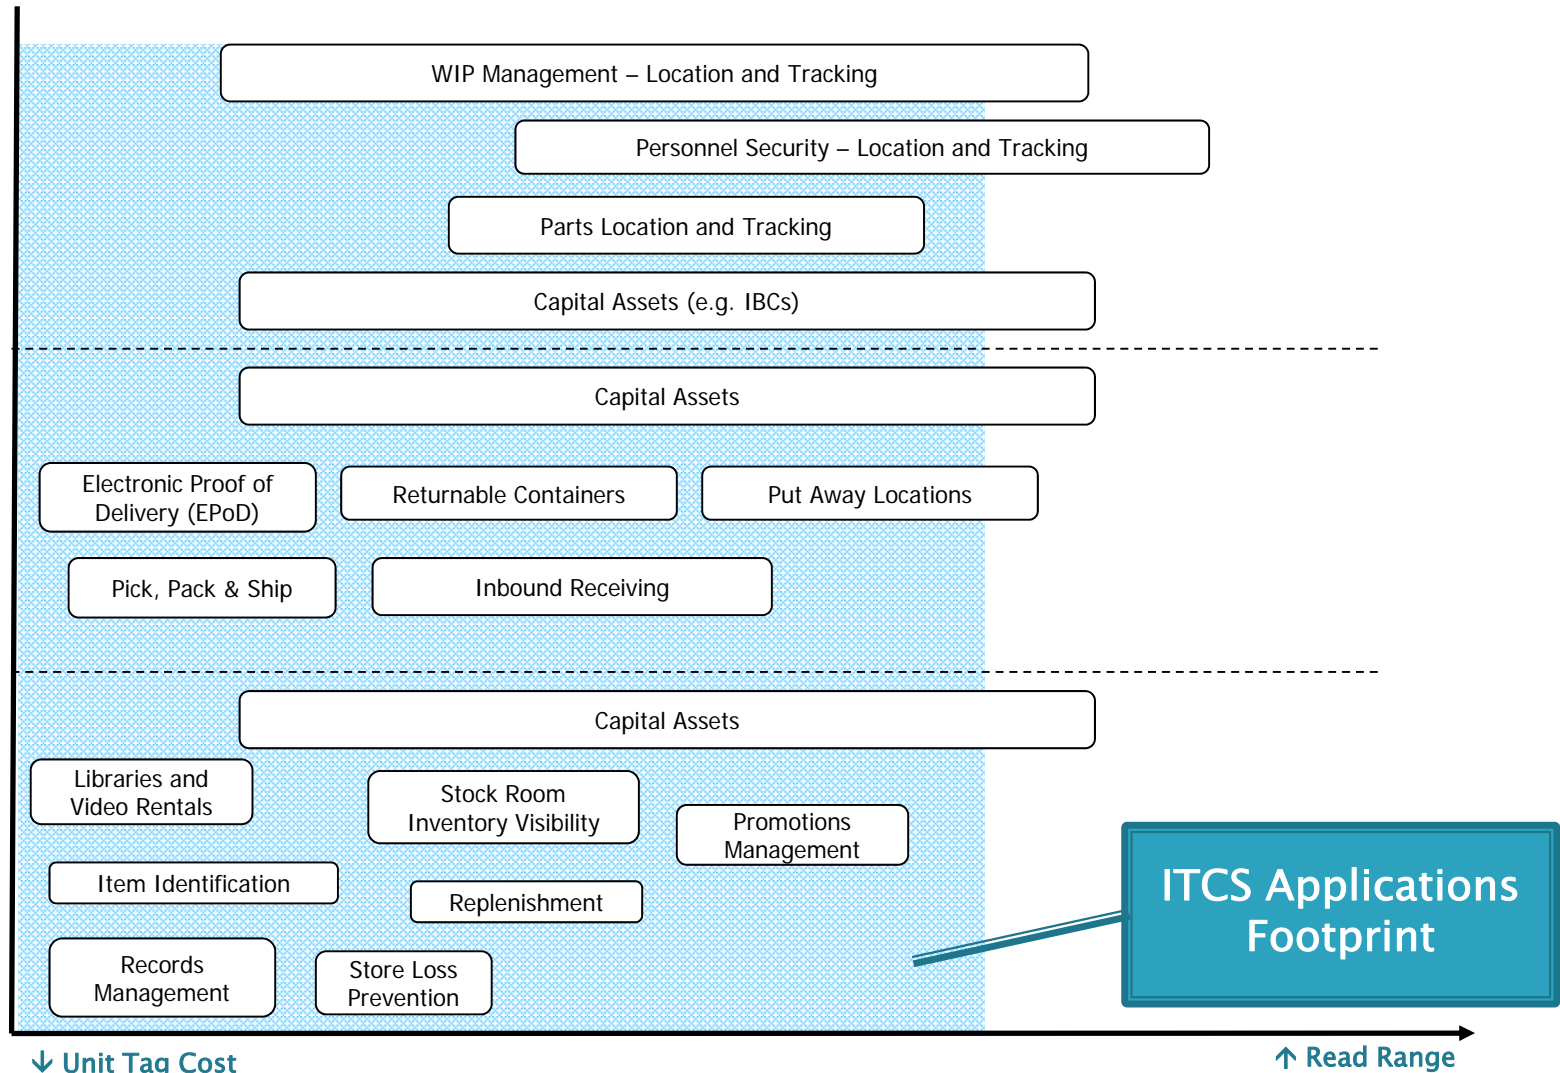 WIP Management – Location and Tracking
Personnel Security – Location and Tracking
Parts Location and Tracking
Capital Assets (e.g. IBCs)
Capital Assets
Electronic Proof of
Delivery (EPoD)
Returnable Containers
Put Away Locations
Pick, Pack & Ship
Inbound Receiving
Capital Assets
Libraries and
Video Rentals
Stock Room
Inventory Visibility
Promotions
Management
Item Identification
Replenishment
Records
Management
Store Loss
Prevention
ITCS Applications
Footprint
↓ Unit Tag Cost
↑ Read Range